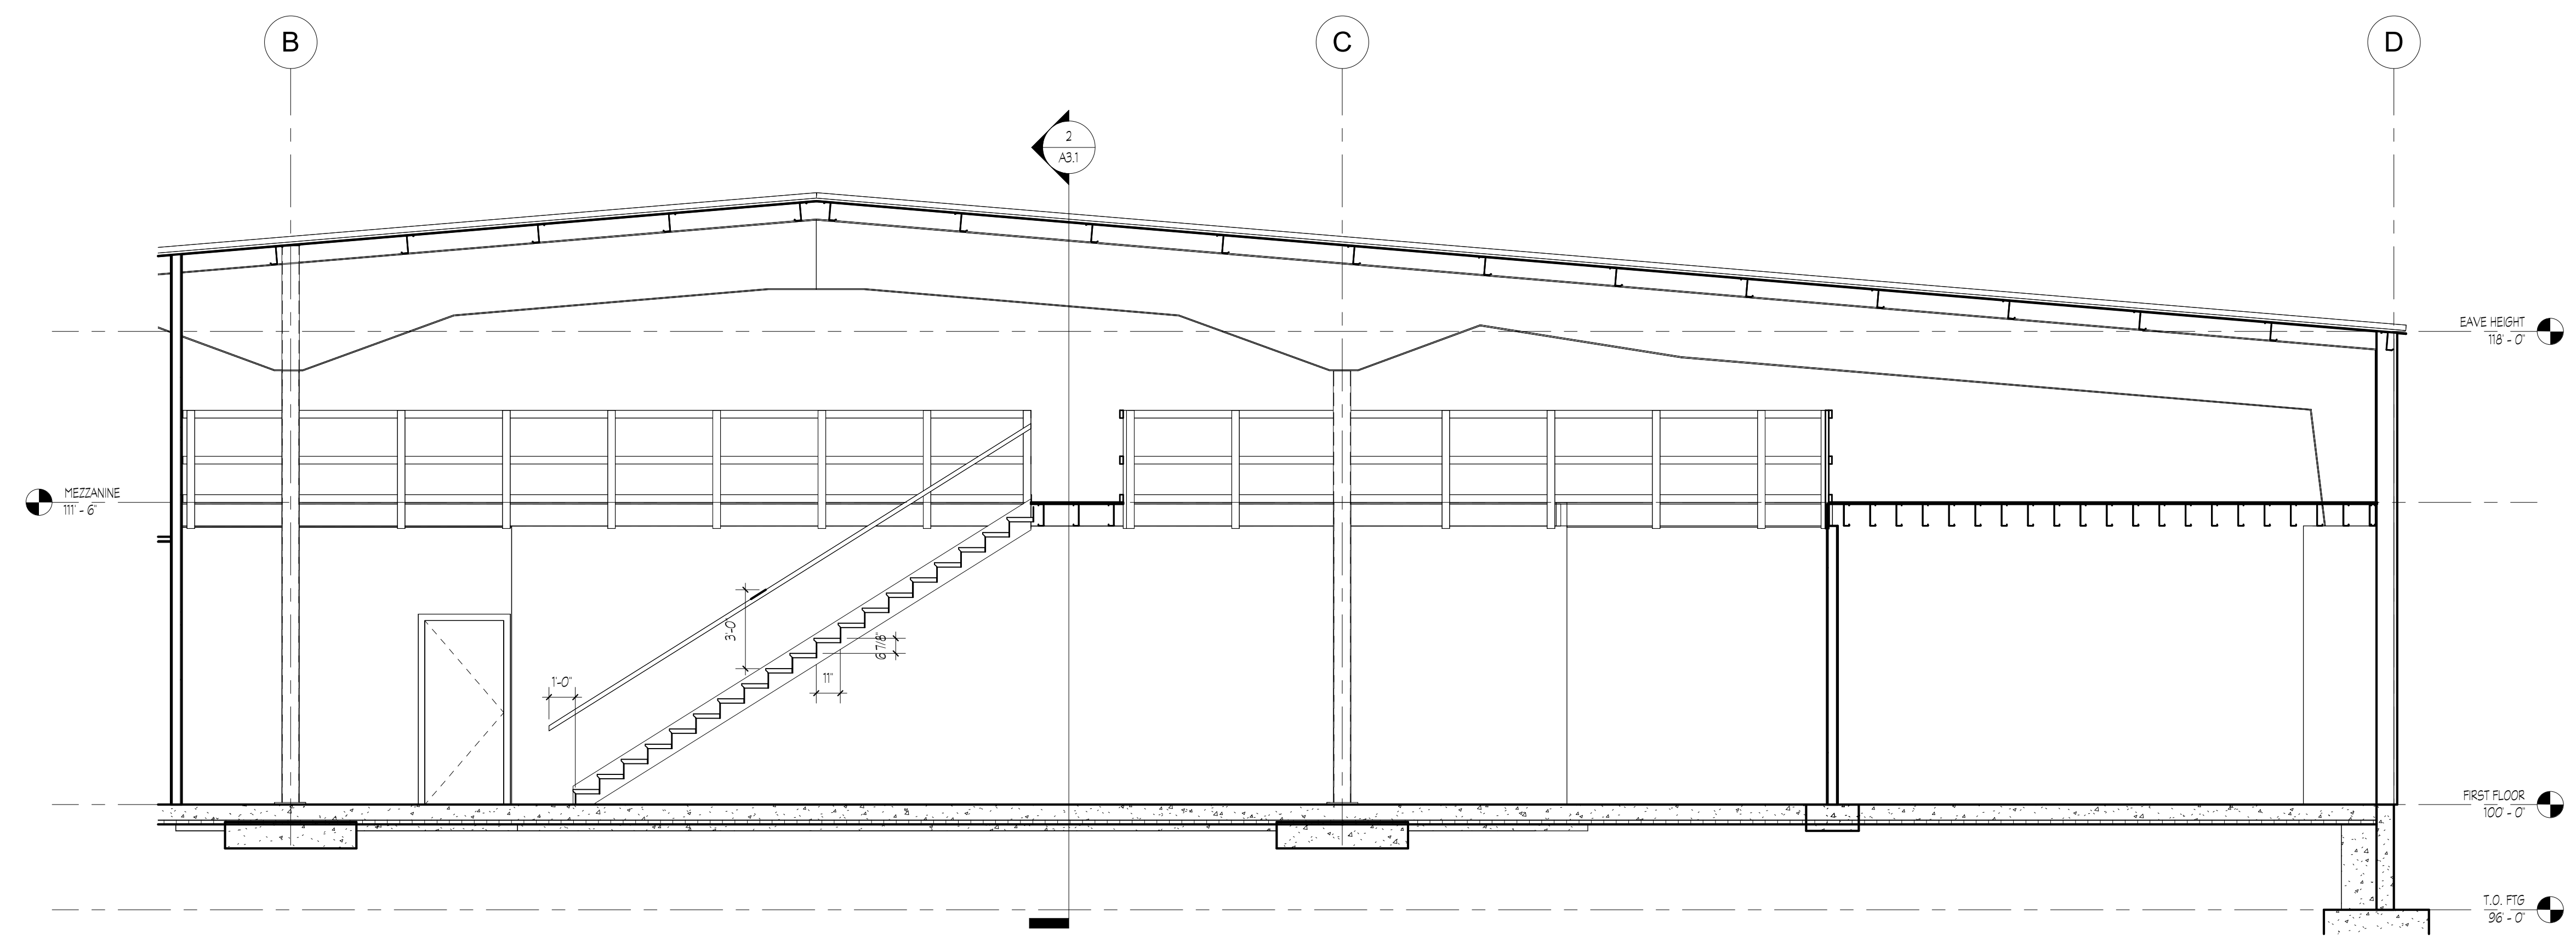 B
C
D
2
A3.1
EAVE HEIGHT
118' - 0"
MEZZANINE
111' - 6"
3'-0"
6 7/8"
1'-0"
11"
FIRST FLOOR
100' - 0"
T.O. FTG
96' - 0"